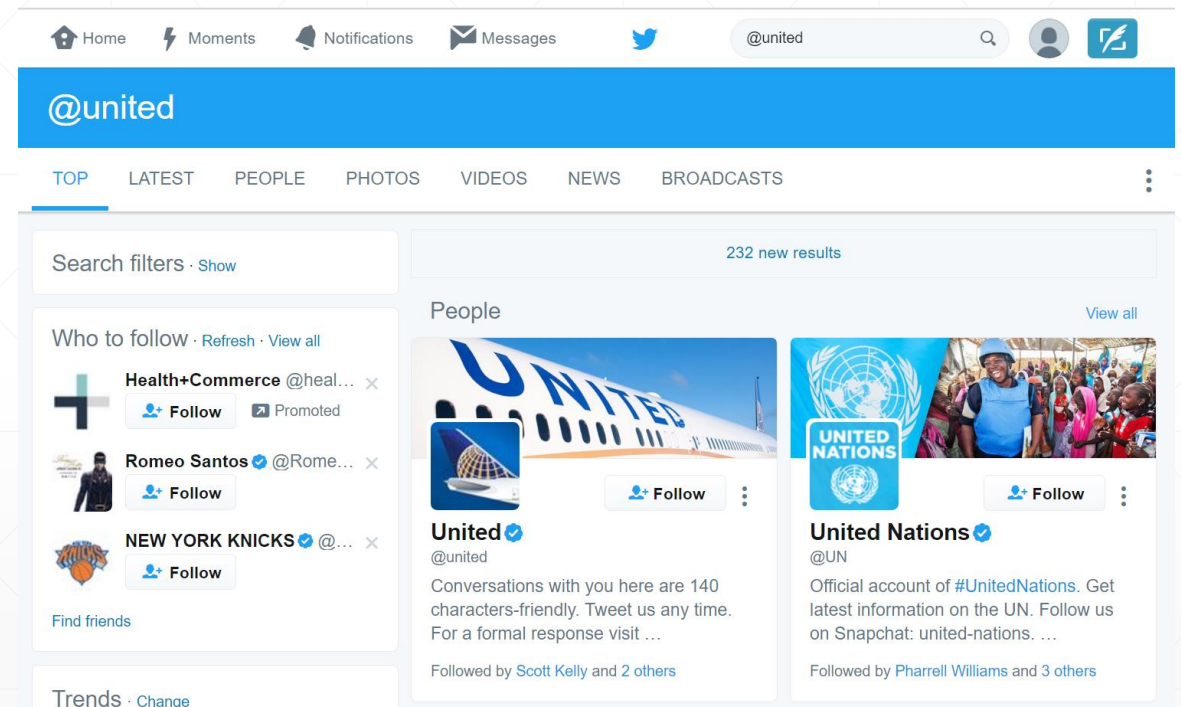 Home Moments Notifications Messages @united
@united
TOP LATEST PEOPLE PHOTOS VIDEOS NEWS BROADCASTS
Search filters · Show
Who to follow · Refresh · View all
Health+Commerce @heal...
Follow Promoted
Romeo Santos @Rome...
Follow
NEW YORK KNICKS @...
KNICKS
Follow
Find friends
Trends · Change
232 new results
People View all
UNITED
Follow
United
@united
Conversations with you here are 140
characters-friendly. Tweet us any time.
For a formal response visit …
Followed by Scott Kelly and 2 others
UNITED
NATIONS
Follow
United Nations
@UN
Official account of #UnitedNations. Get
latest information on the UN. Follow us
on Snapchat: united-nations. …
Followed by Pharrell Williams and 3 others